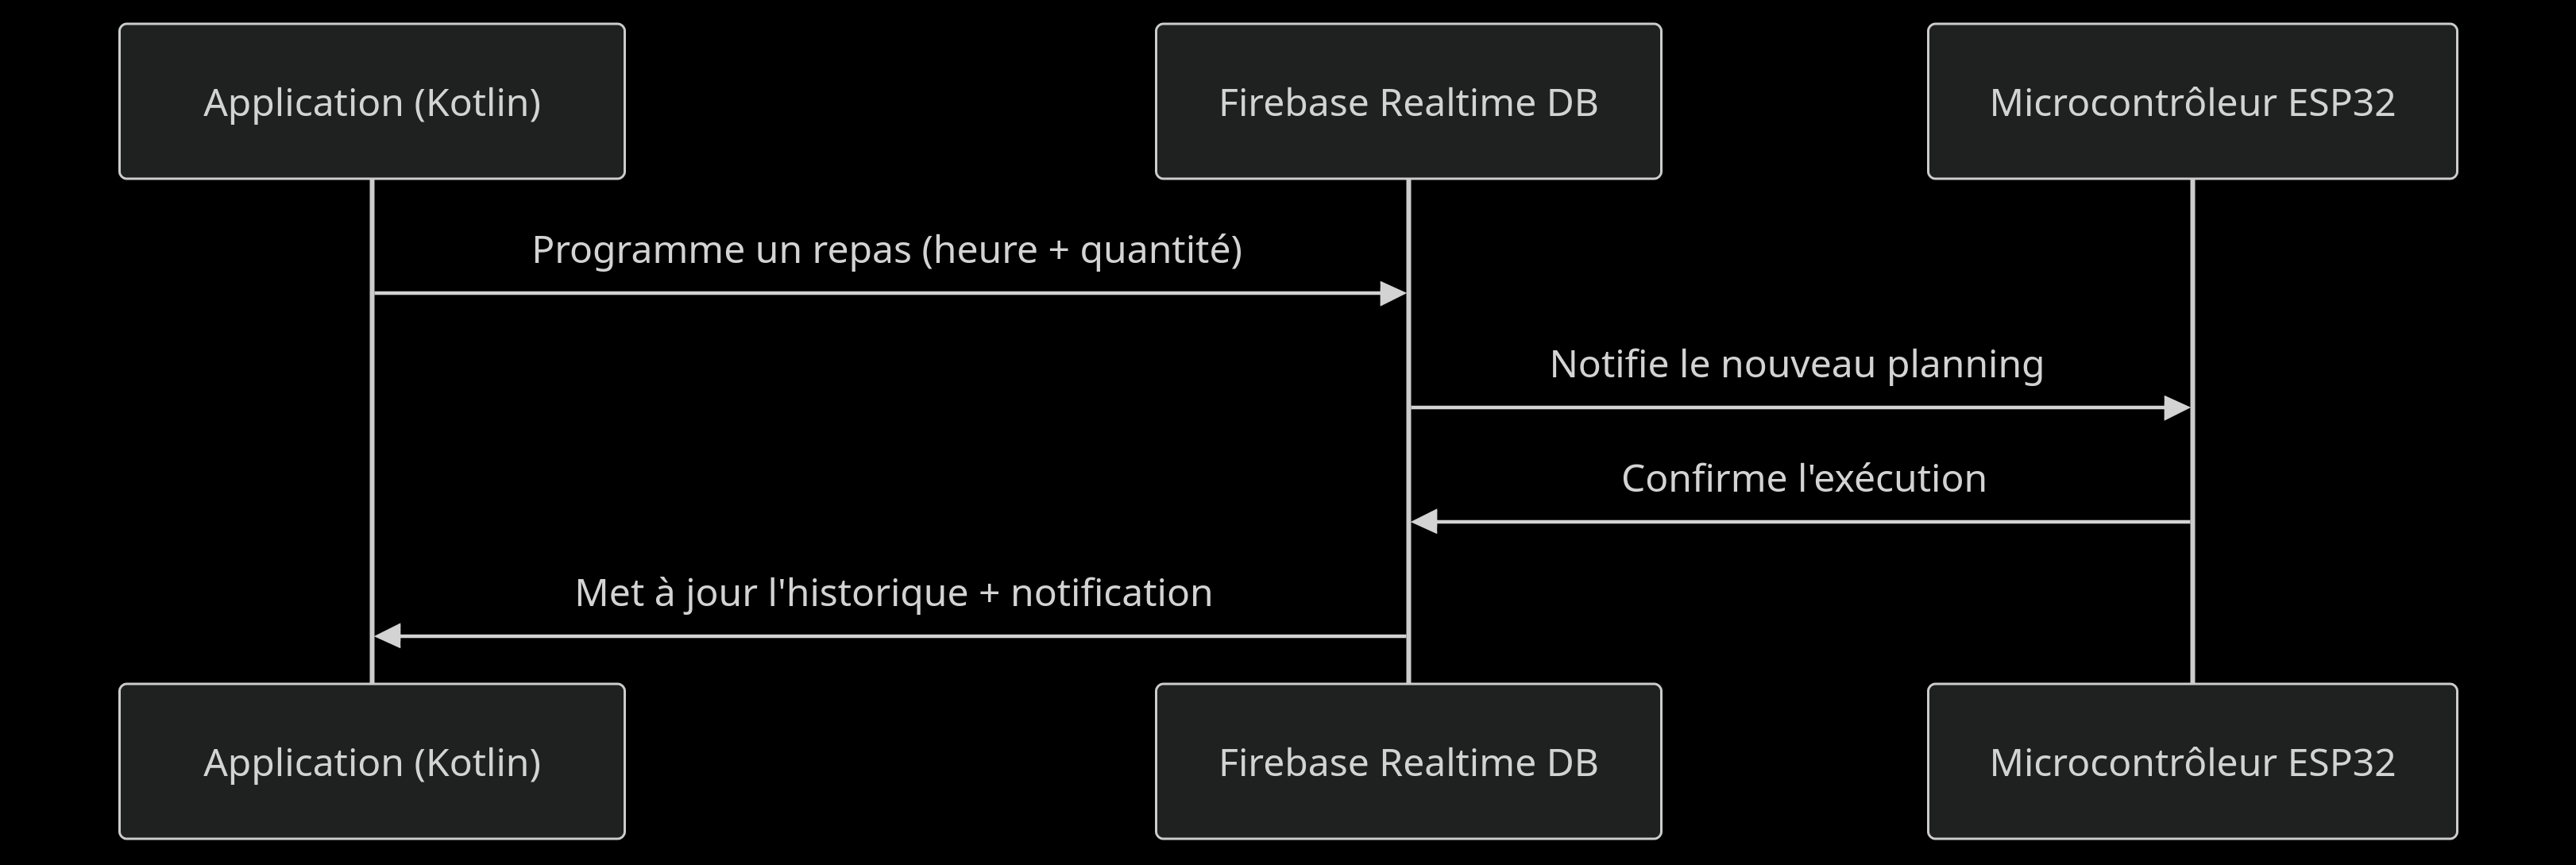 Application (Kotlin)
Firebase Realtime DB
Microcontrôleur ESP32
Programme un repas (heure + quantité)
Notifie le nouveau planning
Confirme l'exécution
Met à jour l'historique + notification
Application (Kotlin)
Firebase Realtime DB
Microcontrôleur ESP32